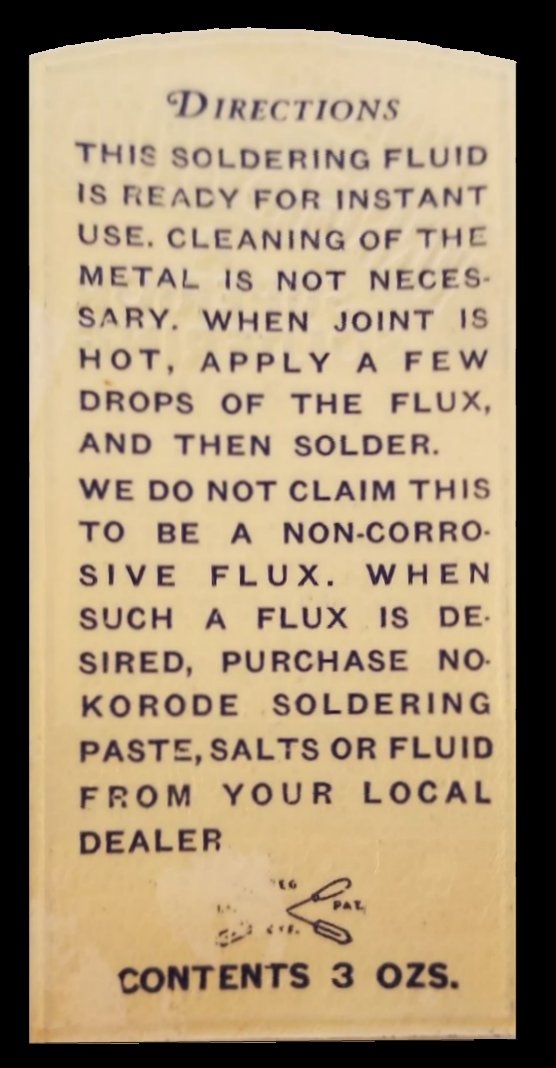 DIRECTIONS
THIS SOLDERING FLUID
IS READY FOR INSTANT
USE. CLEANING OF THE
METAL IS NOT NECES-
SARY. WHEN JOINT IS
HOT, APPLY A FEW
DROPS OF THE FLUX,
AND THEN SOLDER.
WE DO NOT CLAIM THIS
TO BE A NON-CORRO-
SIVE FLUX. WHEN
SUCH A FLUX IS DE-
SIRED, PURCHASE NO-
KORODE SOLDERING
PASTE, SALTS OR FLUID
FROM YOUR LOCAL
DEALER
PAT.
CONTENTS 3 OZS.